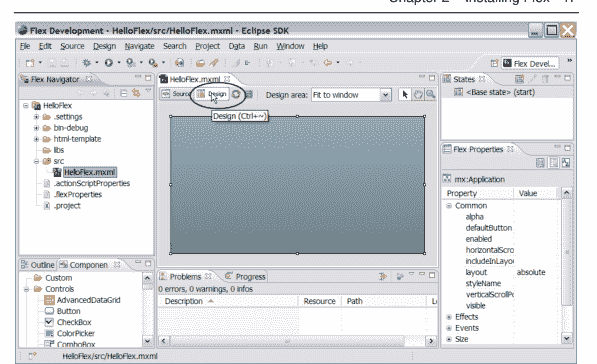 Chapter 2 – Installing Flex 11
Flex Development - HelloFlex/src/HelloFlex.mxml - Eclipse SDK
File Edit Source Design Navigate Search Project Data Run Window Help
Flex Devel... »
Flex Navigator
HelloFlex
.settings
bin-debug
html-template
libs
src
HelloFlex.mxml
.actionScriptProperties
.flexProperties
.project
HelloFlex.mxml
Source Design Design area: Fit to window
Design (Ctrl+~)
States
<Base state> (start)
Flex Properties
mx:Application
Property Value
Common
alpha
defaultButton
enabled
horizontalScro
includeInLayou
layout absolute
styleName
verticalScrollPo
visible
Effects
Events
Size
Outline Componen
Custom
Controls
AdvancedDataGrid
Button
CheckBox
ColorPicker
ComboBox
Problems Progress
0 errors, 0 warnings, 0 infos
Description Resource Path
HelloFlex/src/HelloFlex.mxml